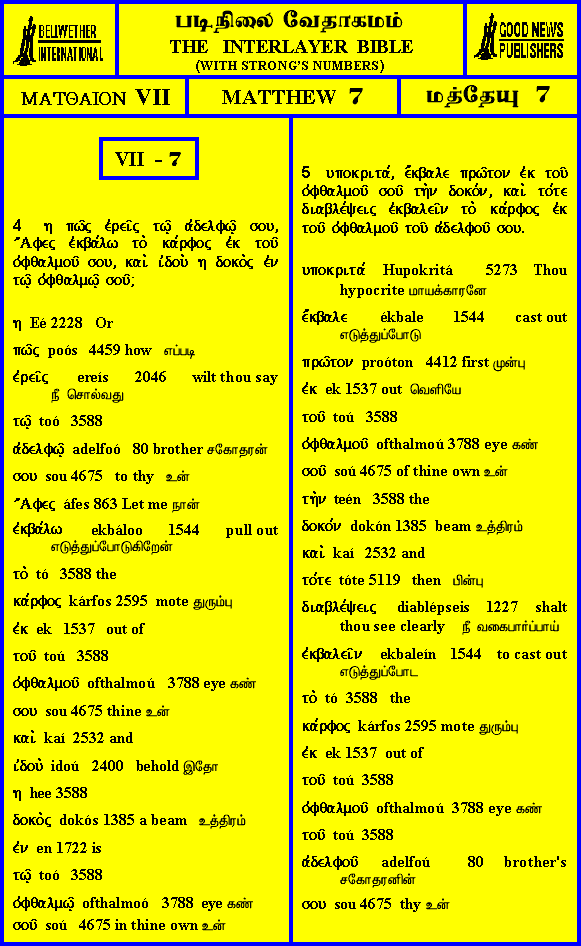 BELLWETHER
INTERNATIONAL
படிநிலை வேதாகமம்
THE INTERLAYER BIBLE
(WITH STRONG'S NUMBERS)
GOOD NEWS
PUBLISHERS
ΜΑΤΘΑΙΟΝ VII
MATTHEW 7
மத்தேயு 7
VII - 7
4 η πῶς ἐρεῖς τῷ ἀδελφῷ σου,
Ἄφες ἐκβάλω τὸ κάρφος ἐκ τοῦ
ὀφθαλμοῦ σου, καὶ ἰδοὺ η δοκὸς ἐν
τῷ ὀφθαλμῷ σοῦ;
η Eé 2228 Or
πῶς poós 4459 how எப்படி
ἐρεῖς ereís 2046 wilt thou say
நீ சொல்வது
τῷ toó 3588
ἀδελφῷ adelfoó 80 brother சகோதரன்
σου sou 4675 to thy உன்
Ἄφες áfes 863 Let me நான்
ἐκβάλω ekbáloo 1544 pull out
எடுத்துப்போடுகிறேன்
τὸ tó 3588 the
κάρφος kárfos 2595 mote துரும்பு
ἐκ ek 1537 out of
τοῦ toú 3588
ὀφθαλμοῦ ofthalmoú 3788 eye கண்
σου sou 4675 thine உன்
καὶ kaí 2532 and
ἰδοὺ idoú 2400 behold இதோ
η hee 3588
δοκὸς dokós 1385 a beam உத்திரம்
ἐν en 1722 is
τῷ toó 3588
ὀφθαλμῷ ofthalmoó 3788 eye கண்
σοῦ soú 4675 in thine own உன்
5 υποκριτά, ἔκβαλε πρῶτον ἐκ τοῦ
ὀφθαλμοῦ σοῦ τὴν δοκόν, καὶ τότε
διαβλέψεις ἐκβαλεῖν τὸ κάρφος ἐκ
τοῦ ὀφθαλμοῦ τοῦ ἀδελφοῦ σου.
υποκριτά Hupokritá 5273 Thou
hypocrite மாயக்காரனே
ἔκβαλε ékbale 1544 cast out
எடுத்துப்போடு
πρῶτον proóton 4412 first முன்பு
ἐκ ek 1537 out வெளியே
τοῦ toú 3588
ὀφθαλμοῦ ofthalmoú 3788 eye கண்
σοῦ soú 4675 of thine own உன்
τὴν teén 3588 the
δοκόν dokón 1385 beam உத்திரம்
καὶ kaí 2532 and
τότε tóte 5119 then பின்பு
διαβλέψεις diablépseis 1227 shalt
thou see clearly நீ வகைபார்ப்பாய்
ἐκβαλεῖν ekbaleín 1544 to cast out
எடுத்துப்போட
τὸ tó 3588 the
κάρφος kárfos 2595 mote துரும்பு
ἐκ ek 1537 out of
τοῦ toú 3588
ὀφθαλμοῦ ofthalmoú 3788 eye கண்
τοῦ toú 3588
ἀδελφοῦ adelfoú 80 brother's
சகோதரனின்
σου sou 4675 thy உன்